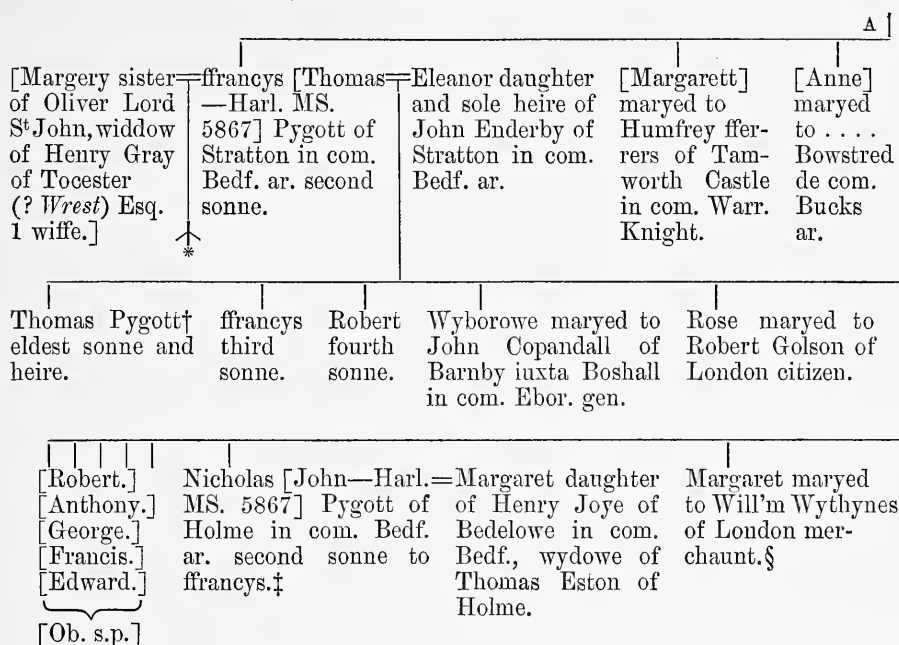 A
[Margery sister
of Oliver Lord
St John, widdow
of Henry Gray
of Tocester
(? Wrest) Esq.
1 wiffe.]
=ffrancys [Thomas=
—Harl. MS.
5867] Pygott of
Stratton in com.
Bedf. ar. second
sonne.
*
Eleanor daughter
and sole heire of
John Enderby of
Stratton in com.
Bedf. ar.
[Margarett]
maryed to
Humfrey ffer-
rers of Tam-
worth Castle
in com. Warr.
Knight.
[Anne]
maryed
to . . . .
Bowstred
de com.
Bucks
ar.
Thomas Pygott†
eldest sonne and
heire.
ffrancys
third
sonne.
Robert
fourth
sonne.
Wyborowe maryed to
John Copandall of
Barnby iuxta Boshall
in com. Ebor. gen.
Rose maryed to
Robert Golson of
London citizen.
[Robert.]
[Anthony.]
[George.]
[Francis.]
[Edward.]
[Ob. s.p.]
Nicholas [John—Harl.=
MS. 5867] Pygott of
Holme in com. Bedf.
ar. second sonne to
ffrancys.‡
Margaret daughter
of Henry Joye of
Bedelowe in com.
Bedf., wydowe of
Thomas Eston of
Holme.
Margaret maryed
to Will'm Wythynes
of London mer-
chaunt.§